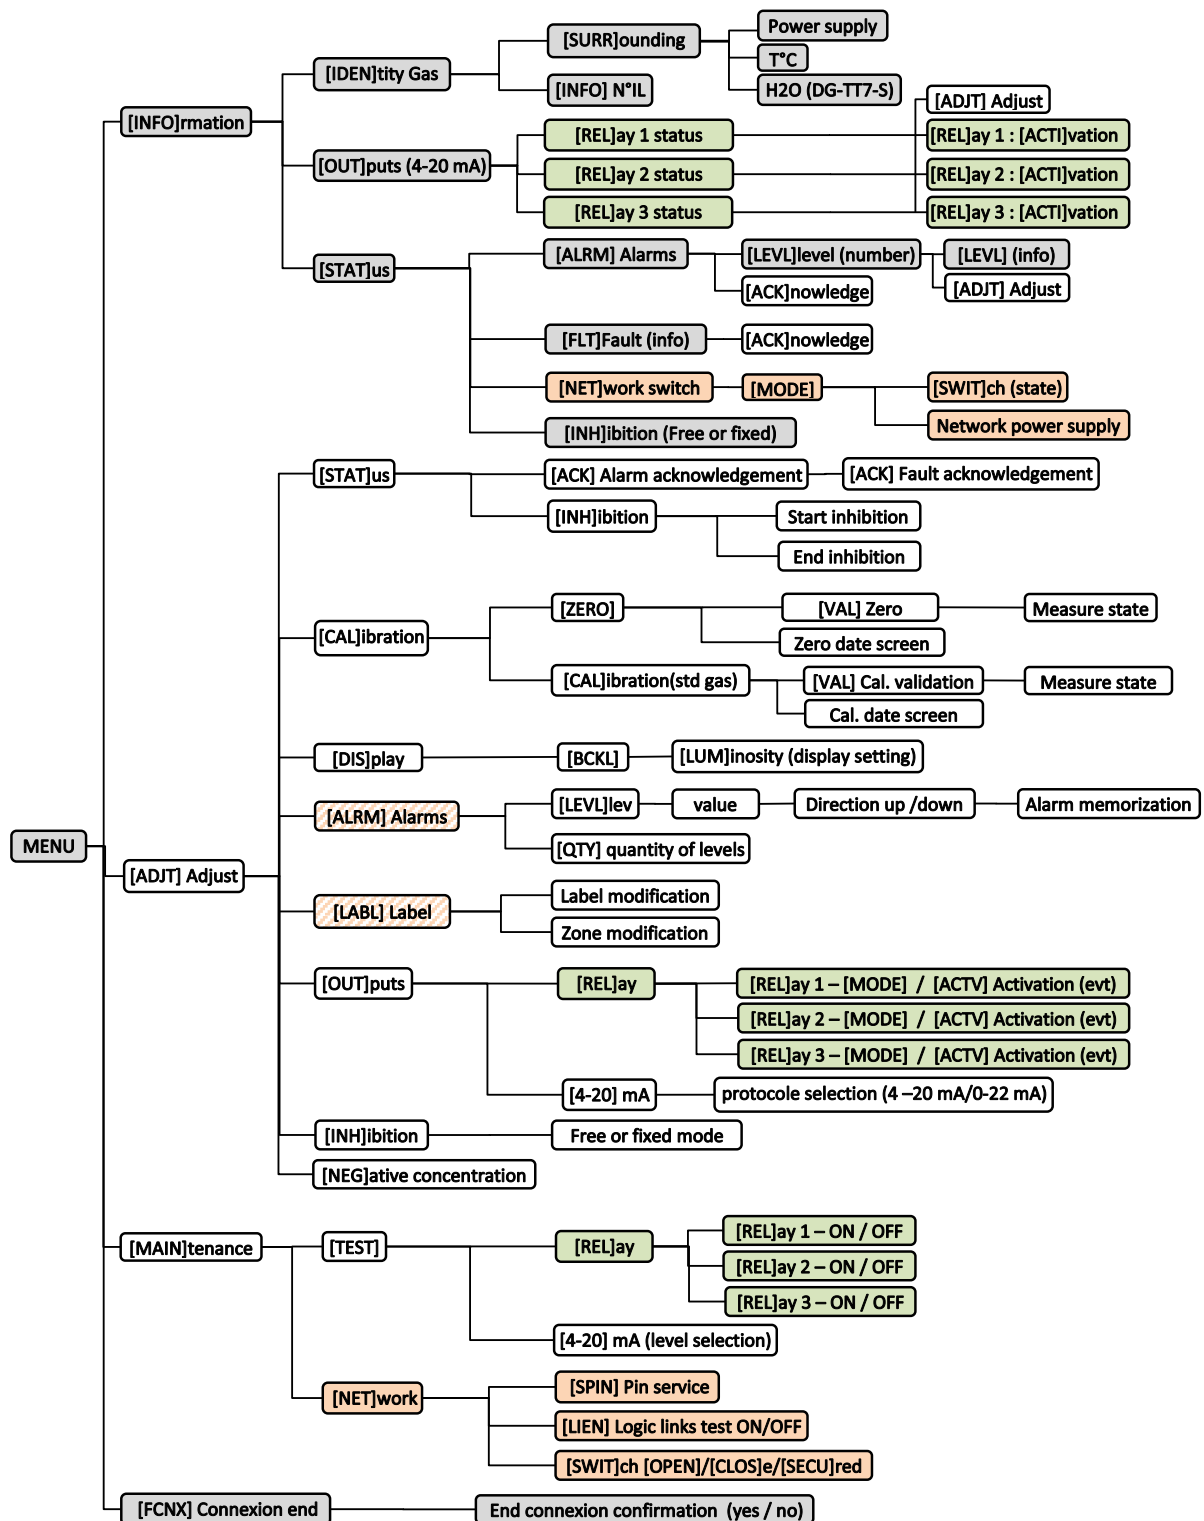 Power supply
[SURR]ounding
T°C
[IDEN]tity Gas
[INFO] N°IL
H2O (DG-TT7-S)
[ADJT] Adjust
[INFO]rmation
[REL]ay 1 status
[REL]ay 1 : [ACTI]vation
[OUT]puts (4-20 mA)
[REL]ay 2 status
[REL]ay 2 : [ACTI]vation
[REL]ay 3 status
[REL]ay 3 : [ACTI]vation
[STAT]us
[ALRM] Alarms
[LEVL]level (number)
[LEVL] (info)
[ACK]nowledge
[ADJT] Adjust
[FLT]Fault (info)
[ACK]nowledge
[NET]work switch
[MODE]
[SWIT]ch (state)
Network power supply
[INH]ibition (Free or fixed)
[STAT]us
[ACK] Alarm acknowledgement
[ACK] Fault acknowledgement
[INH]ibition
Start inhibition
End inhibition
[ZERO]
[VAL] Zero
Measure state
[CAL]ibration
Zero date screen
[CAL]ibration(std gas)
[VAL] Cal. validation
Measure state
Cal. date screen
[DIS]play
[BCKL]
[LUM]inosity (display setting)
[ALRM] Alarms
[LEVL]lev
value
Direction up /down
Alarm memorization
MENU
[QTY] quantity of levels
[ADJT] Adjust
[LABL] Label
Label modification
Zone modification
[OUT]puts
[REL]ay
[REL]ay 1 – [MODE] / [ACTV] Activation (evt)
[REL]ay 2 – [MODE] / [ACTV] Activation (evt)
[REL]ay 3 – [MODE] / [ACTV] Activation (evt)
[4-20] mA
protocole selection (4 –20 mA/0-22 mA)
[INH]ibition
Free or fixed mode
[NEG]ative concentration
[MAIN]tenance
[TEST]
[REL]ay
[REL]ay 1 – ON / OFF
[REL]ay 2 – ON / OFF
[REL]ay 3 – ON / OFF
[4-20] mA (level selection)
[NET]work
[SPIN] Pin service
[LIEN] Logic links test ON/OFF
[SWIT]ch [OPEN]/[CLOS]e/[SECU]red
[FCNX] Connexion end
End connexion confirmation (yes / no)